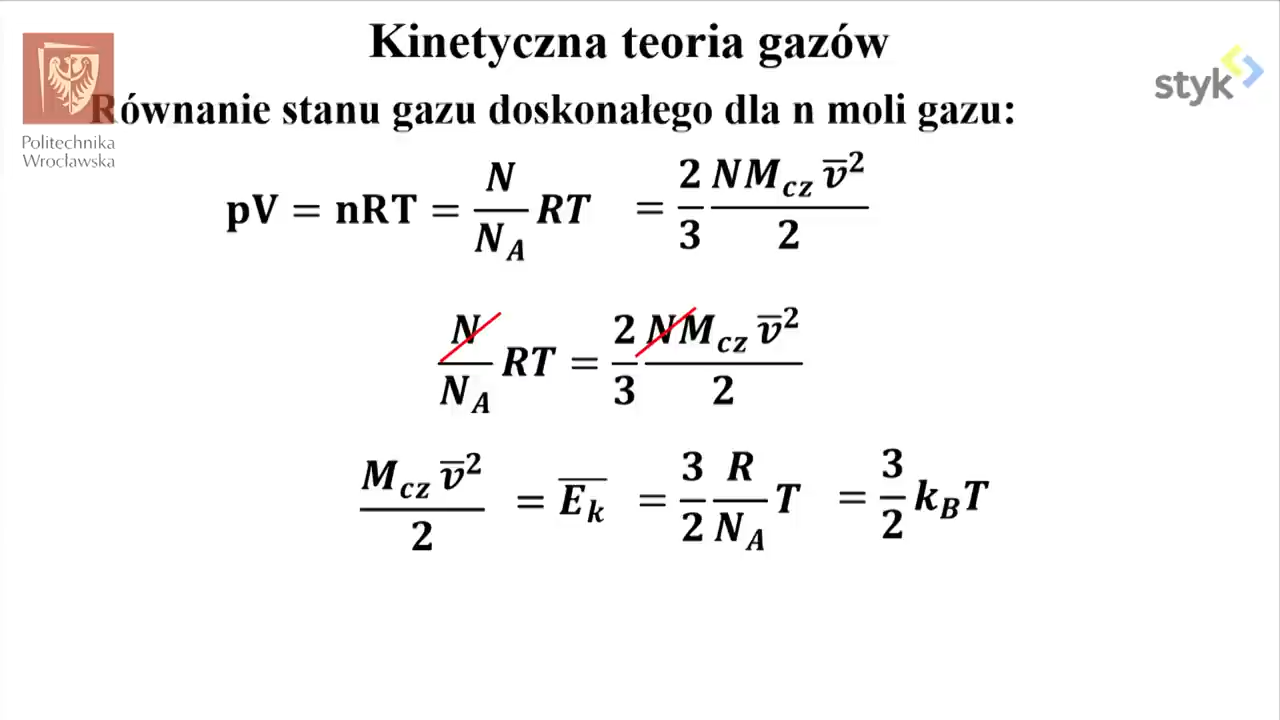 Kinetyczna teoria gazów
styk
Równanie stanu gazu doskonałego dla n moli gazu:
Politechnika
Wrocławska
pV = nRT = N/N_A RT = 2/3 NM_cz v̅²/2
N/N_A RT = 2/3 NM_cz v̅²/2
M_cz v̅²/2 = E̅_k̅ = 3/2 R/N_A T = 3/2 k_B T